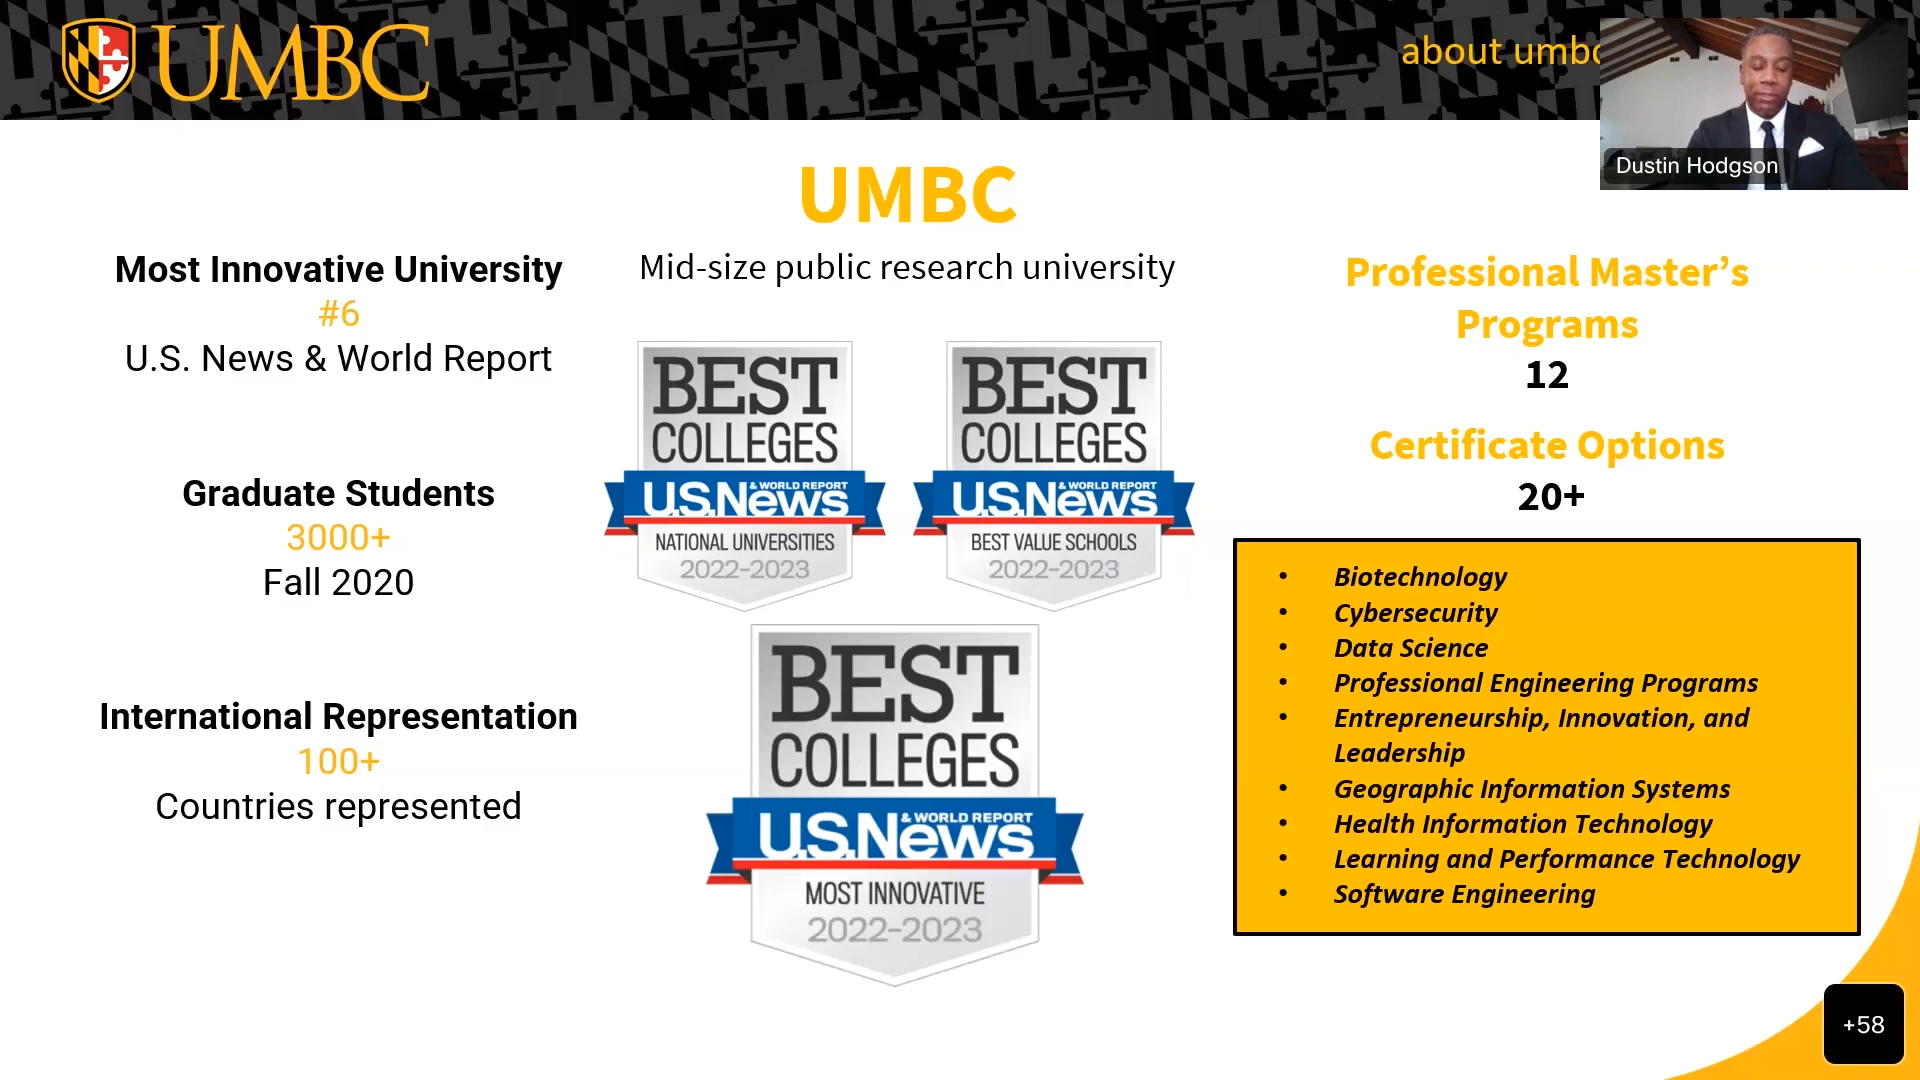 UMBC
about umbc
Dustin Hodgson
UMBC
Mid-size public research university
Most Innovative University
#6
U.S. News & World Report
Graduate Students
3000+
Fall 2020
International Representation
100+
Countries represented
BEST
COLLEGES
U.S.News & WORLD REPORT
NATIONAL UNIVERSITIES
2022-2023
BEST
COLLEGES
U.S.News & WORLD REPORT
BEST VALUE SCHOOLS
2022-2023
BEST
COLLEGES
U.S.News & WORLD REPORT
MOST INNOVATIVE
2022-2023
Professional Master’s
Programs
12
Certificate Options
20+
• Biotechnology
• Cybersecurity
• Data Science
• Professional Engineering Programs
• Entrepreneurship, Innovation, and
Leadership
• Geographic Information Systems
• Health Information Technology
• Learning and Performance Technology
• Software Engineering
+58